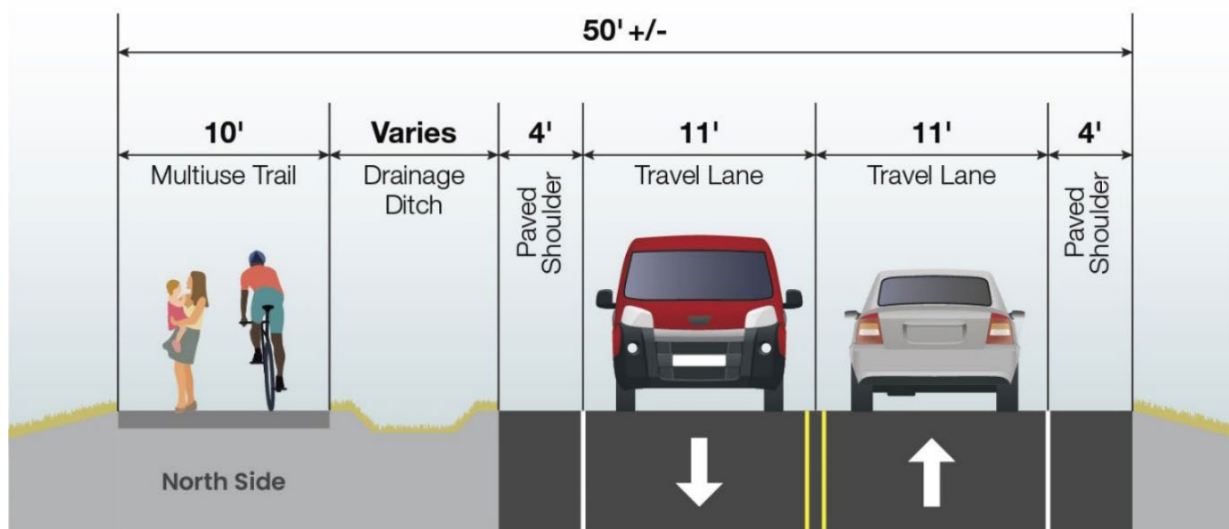 50' +/-
10'
Varies
4'
11'
11'
4'
Multiuse Trail
Drainage
Ditch
Paved
Shoulder
Travel Lane
Travel Lane
Paved
Shoulder
North Side